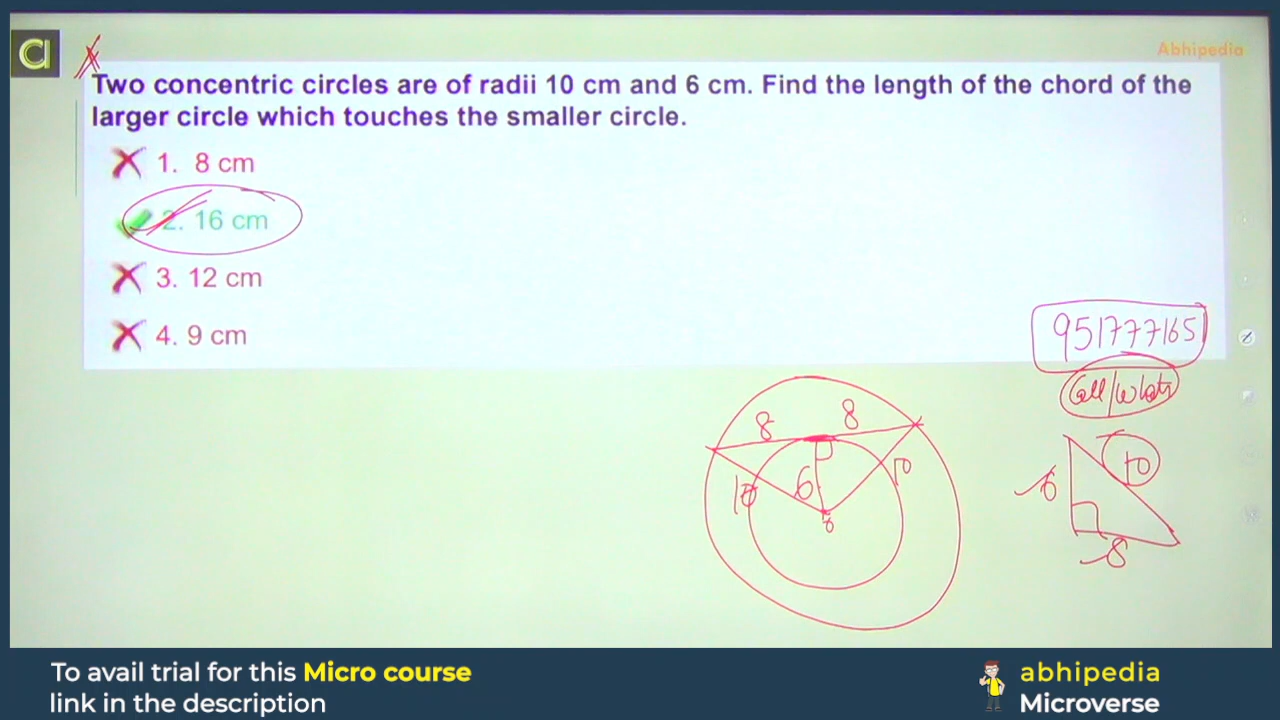 Abhipedia
Two concentric circles are of radii 10 cm and 6 cm. Find the length of the chord of the
larger circle which touches the smaller circle.
1. 8 cm
2. 16 cm
3. 12 cm
4. 9 cm
951777165
Call/Whats
8 8
10 6 10
6 10
8
To avail trial for this Micro course
link in the description
abhipedia
Microverse